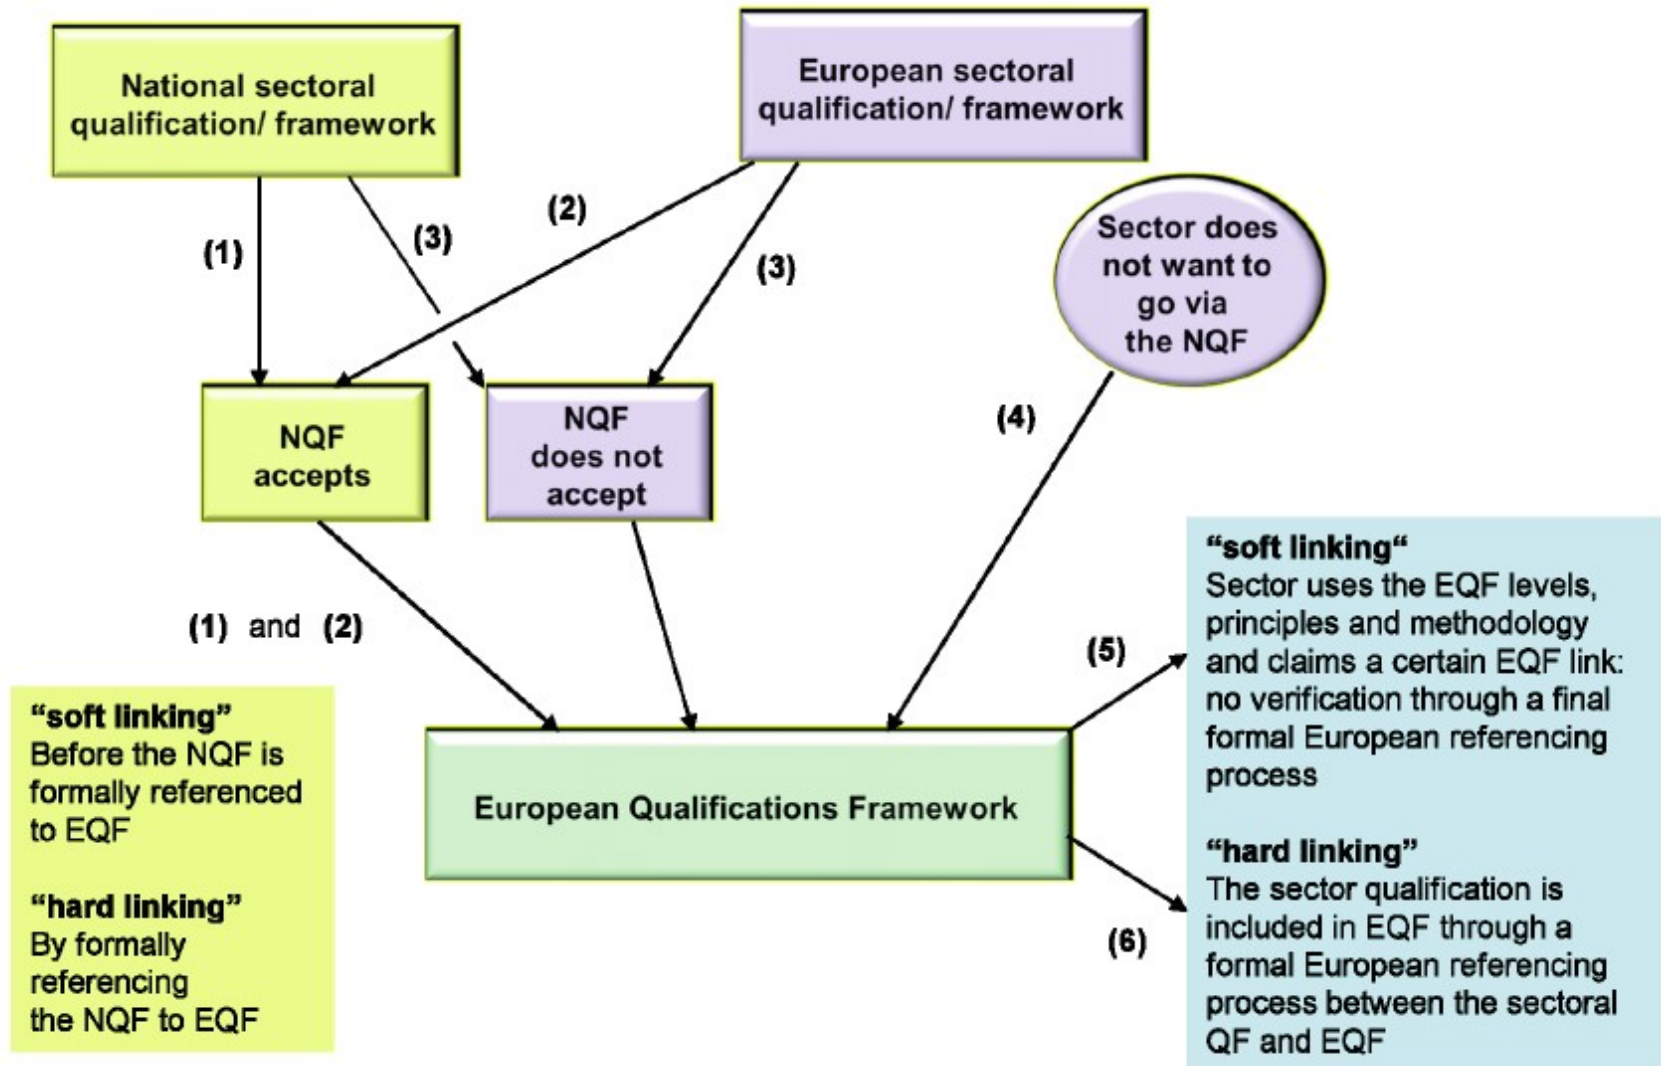 National sectoral
qualification/ framework
European sectoral
qualification/ framework
Sector does
not want to
go via
the NQF
(1)
(3)
(2)
(3)
(4)
NQF
accepts
NQF
does not
accept
(1) and (2)
“soft linking”
Before the NQF is
formally referenced
to EQF
“hard linking”
By formally
referencing
the NQF to EQF
European Qualifications Framework
(5)
(6)
“soft linking“
Sector uses the EQF levels,
principles and methodology
and claims a certain EQF link:
no verification through a final
formal European referencing
process
“hard linking”
The sector qualification is
included in EQF through a
formal European referencing
process between the sectoral
QF and EQF